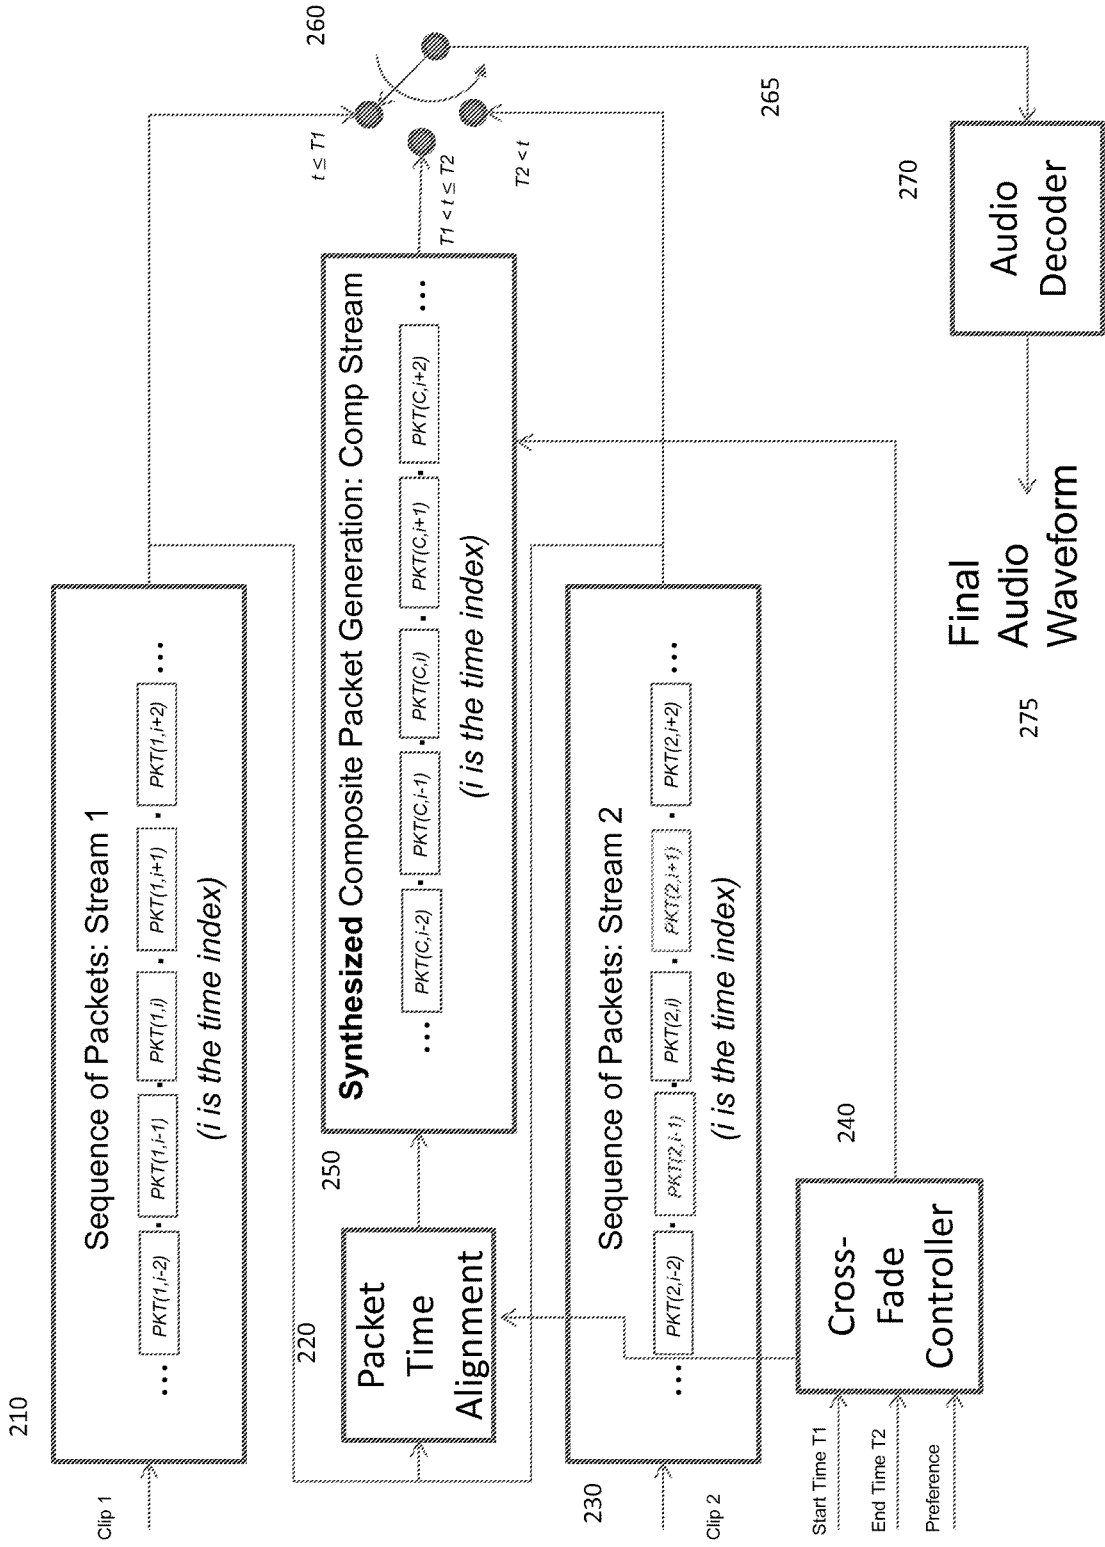 210
Clip 1
Sequence of Packets: Stream 1
... PKT(1,i-2) . PKT(1,i-1) . PKT(1,i) . PKT(1,i+1) . PKT(1,i+2) ...
(i is the time index)
220
Packet
Time
Alignment
250
Synthesized Composite Packet Generation: Comp Stream
... PKT(C,i-2) . PKT(C,i-1) . PKT(C,i) . PKT(C,i+1) . PKT(C,i+2) ...
(i is the time index)
260
t ≤ T1
T1 < t ≤ T2
T2 < t
230
Clip 2
Sequence of Packets: Stream 2
... PKT(2,i-2) . PKT(2,i-1) . PKT(2,i) . PKT(2,i+1) . PKT(2,i+2) ...
(i is the time index)
240
Start Time T1
End Time T2
Preference
Cross-
Fade
Controller
265
270
Audio
Decoder
Final
Audio
Waveform
275